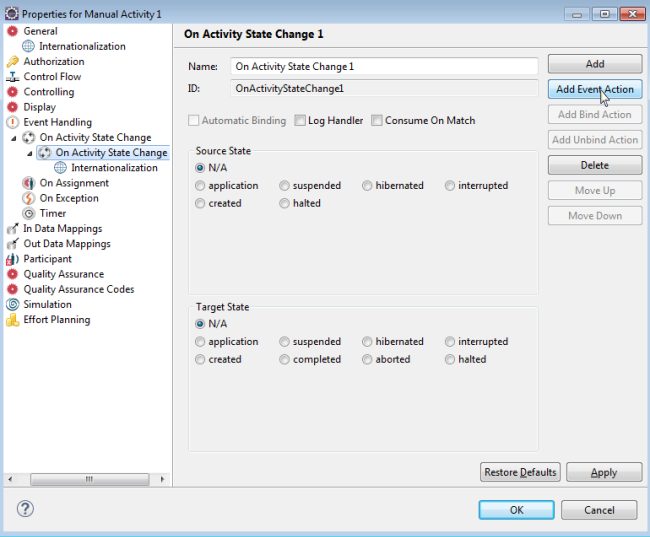 Properties for Manual Activity 1
General
Internationalization
Authorization
Control Flow
Controlling
Display
Event Handling
On Activity State Change
On Activity State Change
Internationalization
On Assignment
On Exception
Timer
In Data Mappings
Out Data Mappings
Participant
Quality Assurance
Quality Assurance Codes
Simulation
Effort Planning
On Activity State Change 1
Name: On Activity State Change 1
ID: OnActivityStateChange1
Automatic Binding Log Handler Consume On Match
Source State
N/A
application suspended hibernated interrupted
created halted
Target State
N/A
application suspended hibernated interrupted
created completed aborted halted
Add
Add Event Action
Add Bind Action
Add Unbind Action
Delete
Move Up
Move Down
Restore Defaults Apply
OK Cancel